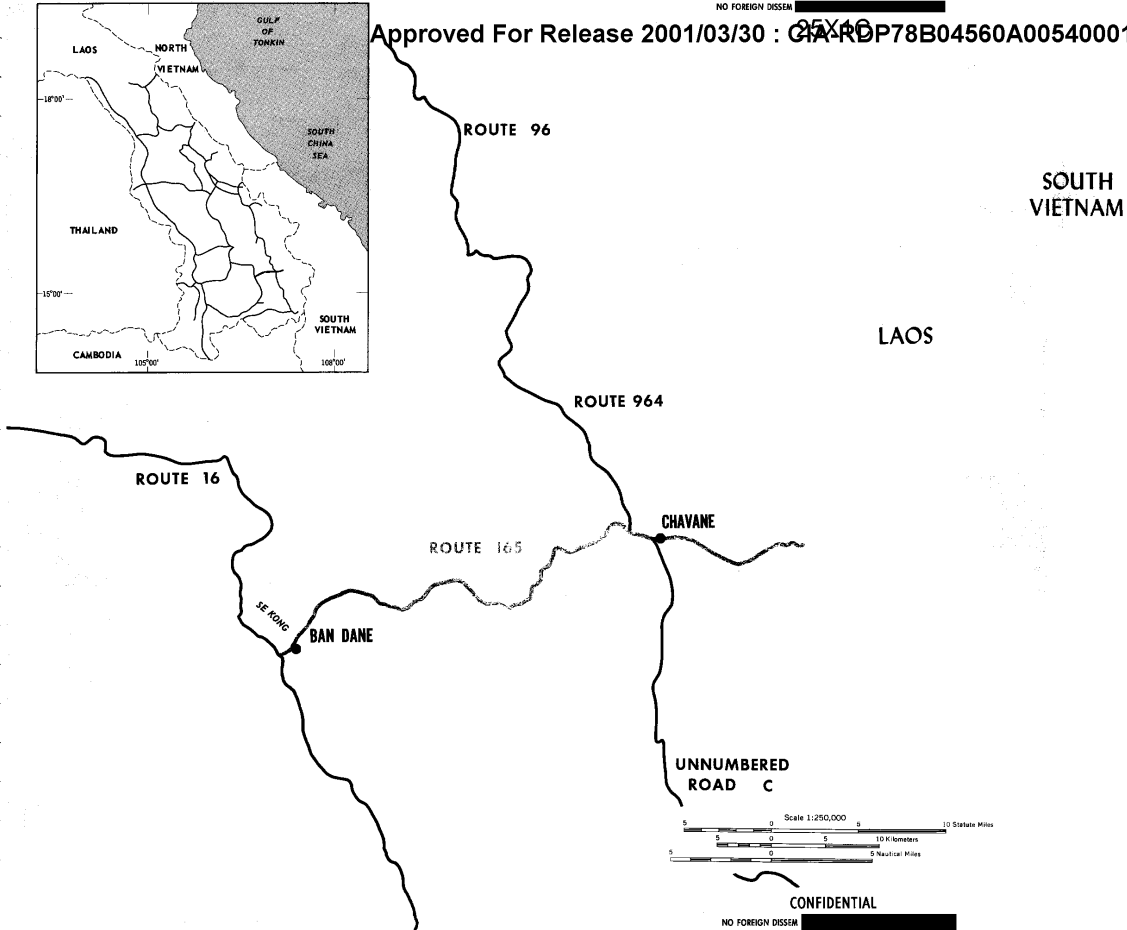 NO FOREIGN DISSEM
Approved For Release 2001/03/30 : CIA-RDP78B04560A00540001
25X1C
GULF
OF
TONKIN
LAOS
NORTH
VIETNAM
18°00'
SOUTH
CHINA
SEA
THAILAND
15°00'
SOUTH
VIETNAM
CAMBODIA
105°00'
108°00'
ROUTE 96
SOUTH
VIETNAM
LAOS
ROUTE 964
ROUTE 16
CHAVANE
ROUTE 165
SE KONG
BAN DANE
UNNUMBERED
ROAD C
Scale 1:250,000
5 0 5 10 Statute Miles
5 0 5 10 Kilometers
5 0 5 Nautical Miles
CONFIDENTIAL
NO FOREIGN DISSEM